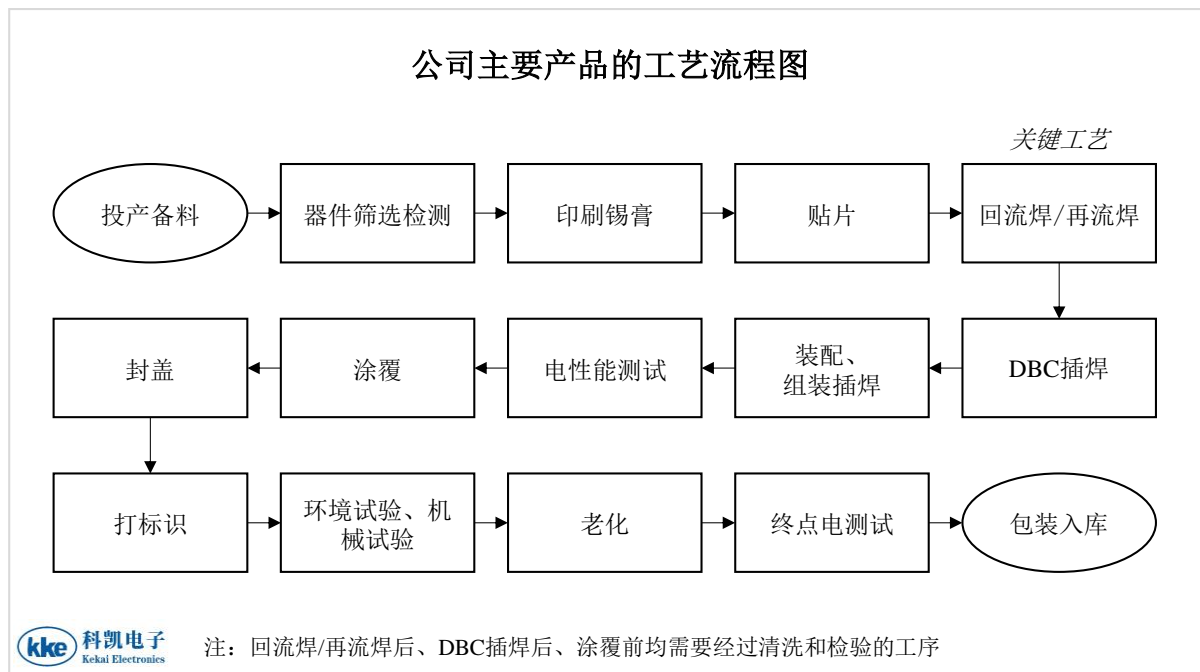 公司主要产品的工艺流程图
关键工艺
投产备料
器件筛选检测
印刷锡膏
贴片
回流焊/再流焊
封盖
涂覆
电性能测试
装配、
组装插焊
DBC插焊
打标识
环境试验、机
械试验
老化
终点电测试
包装入库
kke
科凯电子
Kekai Electronics
注：回流焊/再流焊后、DBC插焊后、涂覆前均需要经过清洗和检验的工序